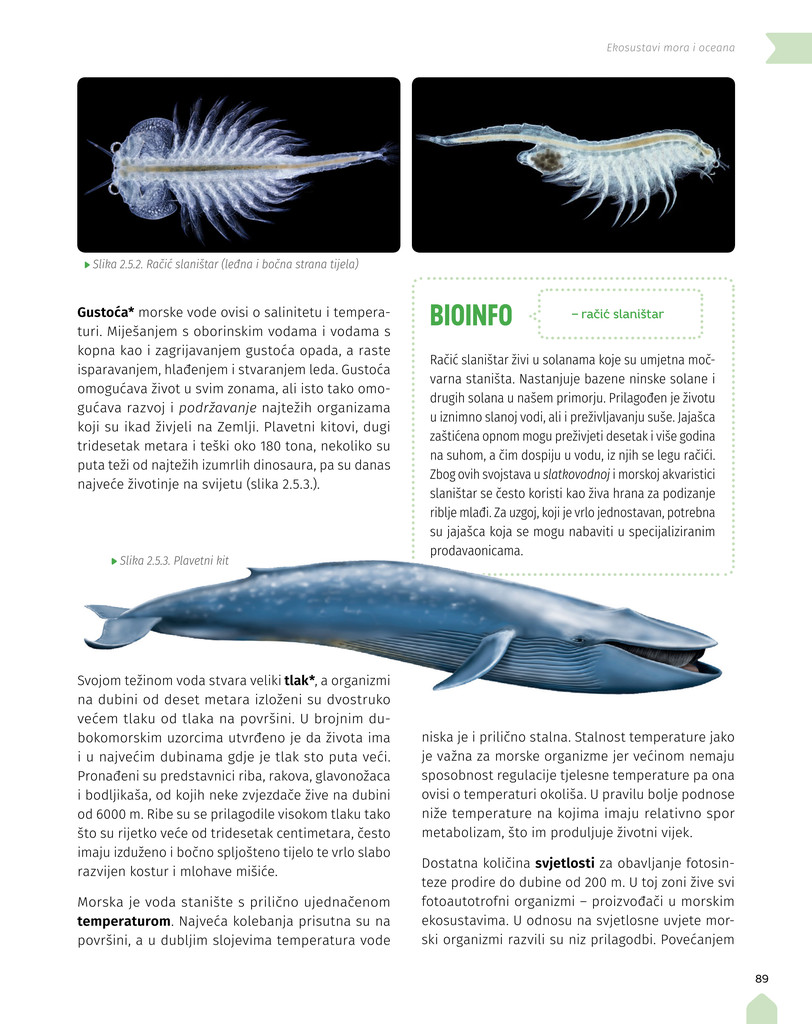 Ekosustavi mora i oceana
Slika 2.5.2. Račić slaništar (leđna i bočna strana tijela)
Gustoća* morske vode ovisi o salinitetu i tempera-
turi. Miješanjem s oborinskim vodama i vodama s
kopna kao i zagrijavanjem gustoća opada, a raste
isparavanjem, hlađenjem i stvaranjem leda. Gustoća
omogućava život u svim zonama, ali isto tako omo-
gućava razvoj i podržavanje najtežih organizama
koji su ikad živjeli na Zemlji. Plavetni kitovi, dugi
tridesetak metara i teški oko 180 tona, nekoliko su
puta teži od najtežih izumrlih dinosaura, pa su danas
najveće životinje na svijetu (slika 2.5.3.).
BIOINFO
– račić slaništar
Račić slaništar živi u solanama koje su umjetna moč-
varna staništa. Nastanjuje bazene ninske solane i
drugih solana u našem primorju. Prilagođen je životu
u iznimno slanoj vodi, ali i preživljavanju suše. Jajašca
zaštićena opnom mogu preživjeti desetak i više godina
na suhom, a čim dospiju u vodu, iz njih se legu račići.
Zbog ovih svojstava u slatkovodnoj i morskoj akvaristici
slaništar se često koristi kao živa hrana za podizanje
riblje mlađi. Za uzgoj, koji je vrlo jednostavan, potrebna
su jajašca koja se mogu nabaviti u specijaliziranim
prodavaonicama.
Slika 2.5.3. Plavetni kit
Svojom težinom voda stvara veliki tlak*, a organizmi
na dubini od deset metara izloženi su dvostruko
većem tlaku od tlaka na površini. U brojnim du-
bokomorskim uzorcima utvrđeno je da života ima
i u najvećim dubinama gdje je tlak sto puta veći.
Pronađeni su predstavnici riba, rakova, glavonožaca
i bodljikaša, od kojih neke zvjezdače žive na dubini
od 6000 m. Ribe su se prilagodile visokom tlaku tako
što su rijetko veće od tridesetak centimetara, često
imaju izduženo i bočno spljošteno tijelo te vrlo slabo
razvijen kostur i mlohave mišiće.
Morska je voda stanište s prilično ujednačenom
temperaturom. Najveća kolebanja prisutna su na
površini, a u dubljim slojevima temperatura vode
niska je i prilično stalna. Stalnost temperature jako
je važna za morske organizme jer većinom nemaju
sposobnost regulacije tjelesne temperature pa ona
ovisi o temperaturi okoliša. U pravilu bolje podnose
niže temperature na kojima imaju relativno spor
metabolizam, što im produljuje životni vijek.
Dostatna količina svjetlosti za obavljanje fotosin-
teze prodire do dubine od 200 m. U toj zoni žive svi
fotoautotrofni organizmi – proizvođači u morskim
ekosustavima. U odnosu na svjetlosne uvjete mor-
ski organizmi razvili su niz prilagodbi. Povećanjem
89